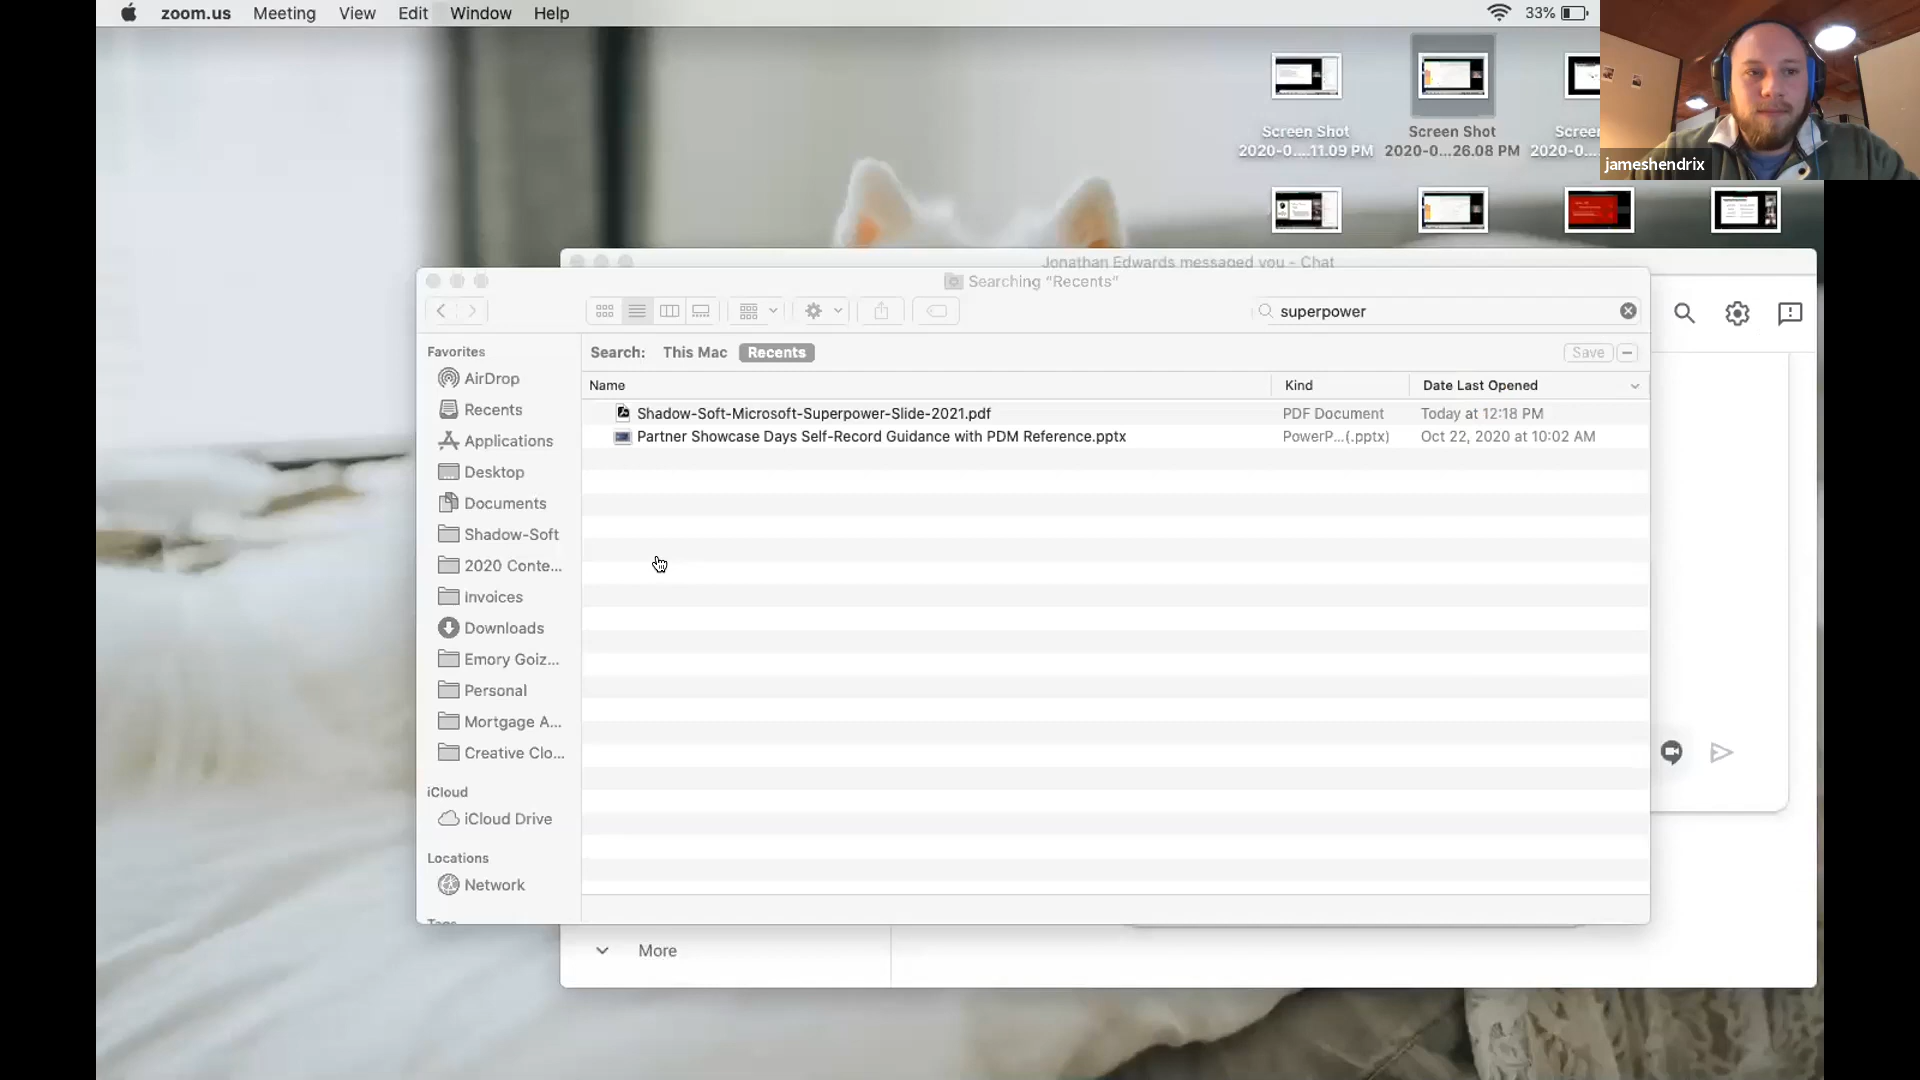 zoom.us Meeting View Edit Window Help
33%
Screen Shot
2020-0....11.09 PM
Screen Shot
2020-0...26.08 PM
Scree
2020-0...
jameshendrix
Jonathan Edwards messaged you - Chat
Searching "Recents"
superpower
Search: This Mac Recents Save
Name Kind Date Last Opened
Shadow-Soft-Microsoft-Superpower-Slide-2021.pdf PDF Document Today at 12:18 PM
Partner Showcase Days Self-Record Guidance with PDM Reference.pptx PowerP...(.pptx) Oct 22, 2020 at 10:02 AM
Favorites
AirDrop
Recents
Applications
Desktop
Documents
Shadow-Soft
2020 Conte...
Invoices
Downloads
Emory Goiz...
Personal
Mortgage A...
Creative Clo...
iCloud
iCloud Drive
Locations
Network
Tags
More